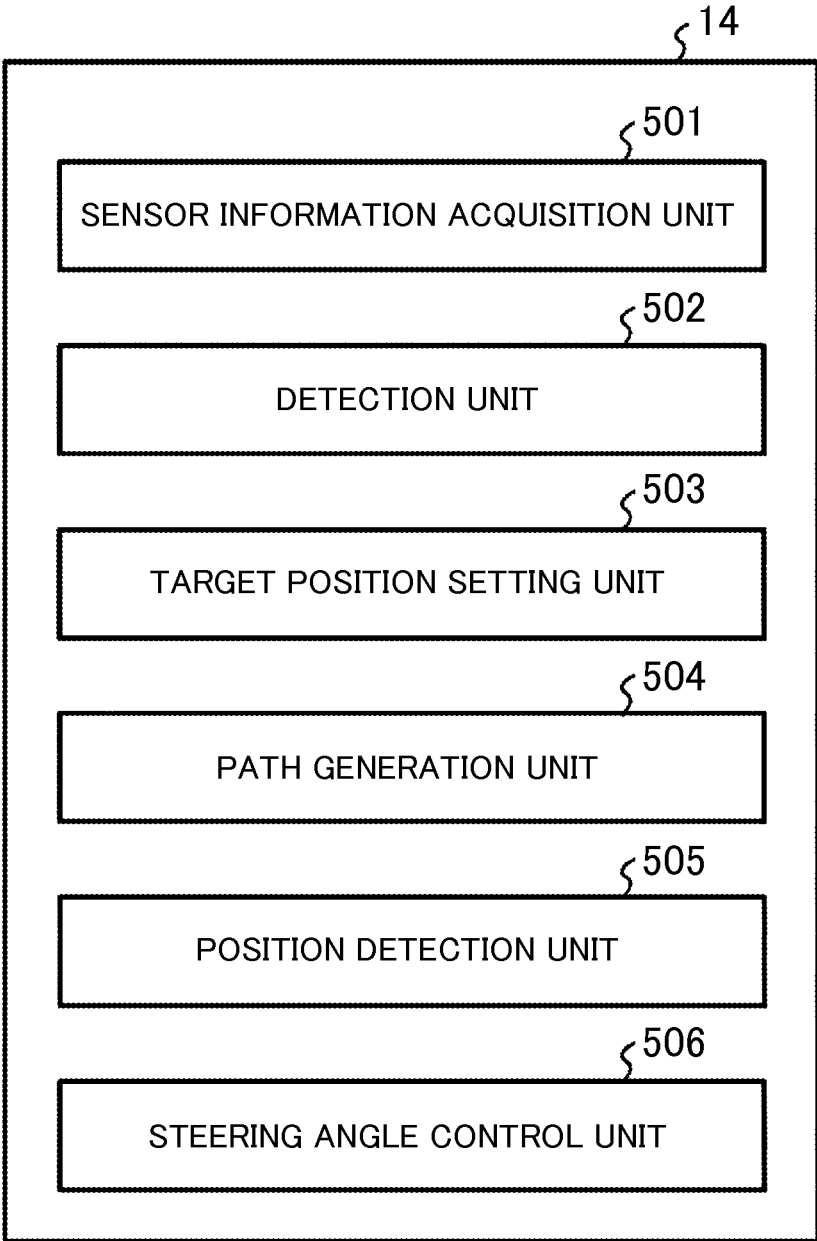 14
501
SENSOR INFORMATION ACQUISITION UNIT
502
DETECTION UNIT
503
TARGET POSITION SETTING UNIT
504
PATH GENERATION UNIT
505
POSITION DETECTION UNIT
506
STEERING ANGLE CONTROL UNIT